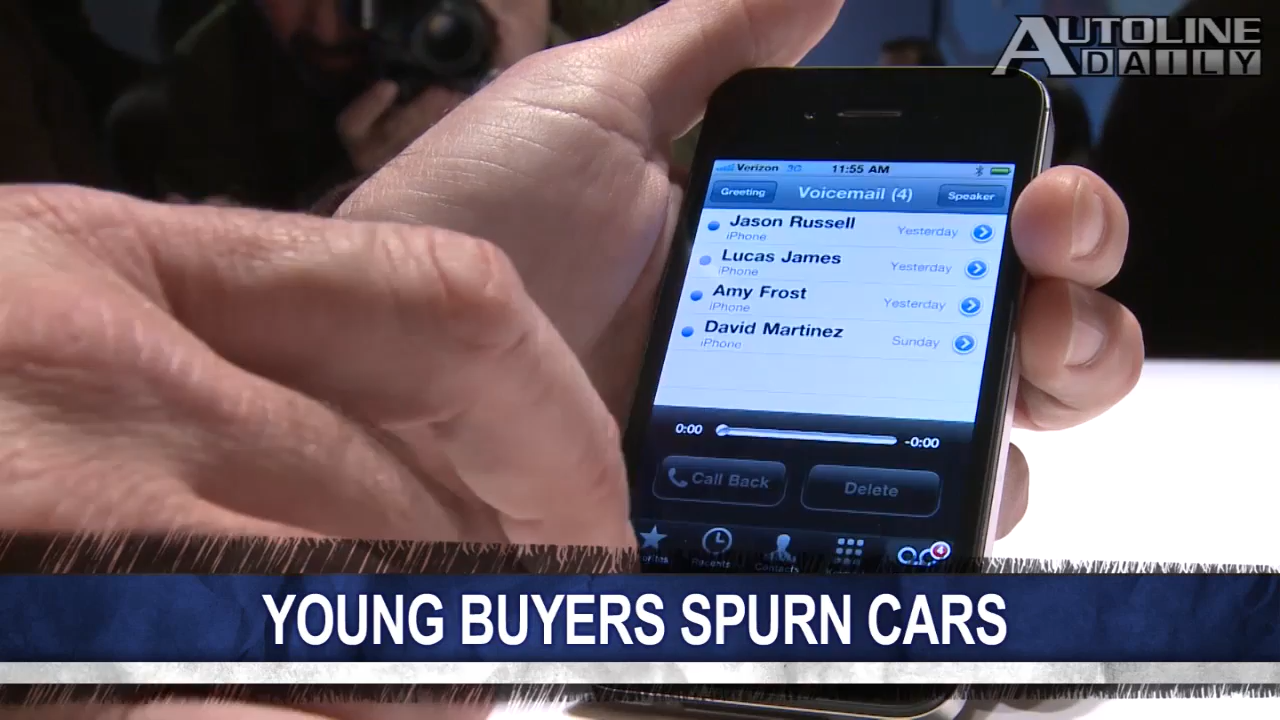 AUTOLINE
DAILY
Verizon 3G 11:55 AM
Greeting Voicemail (4) Speaker
Jason Russell
iPhone Yesterday
Lucas James
iPhone Yesterday
Amy Frost
iPhone Yesterday
David Martinez
iPhone Sunday
0:00 -0:00
Call Back Delete
Recents Contacts
4
YOUNG BUYERS SPURN CARS